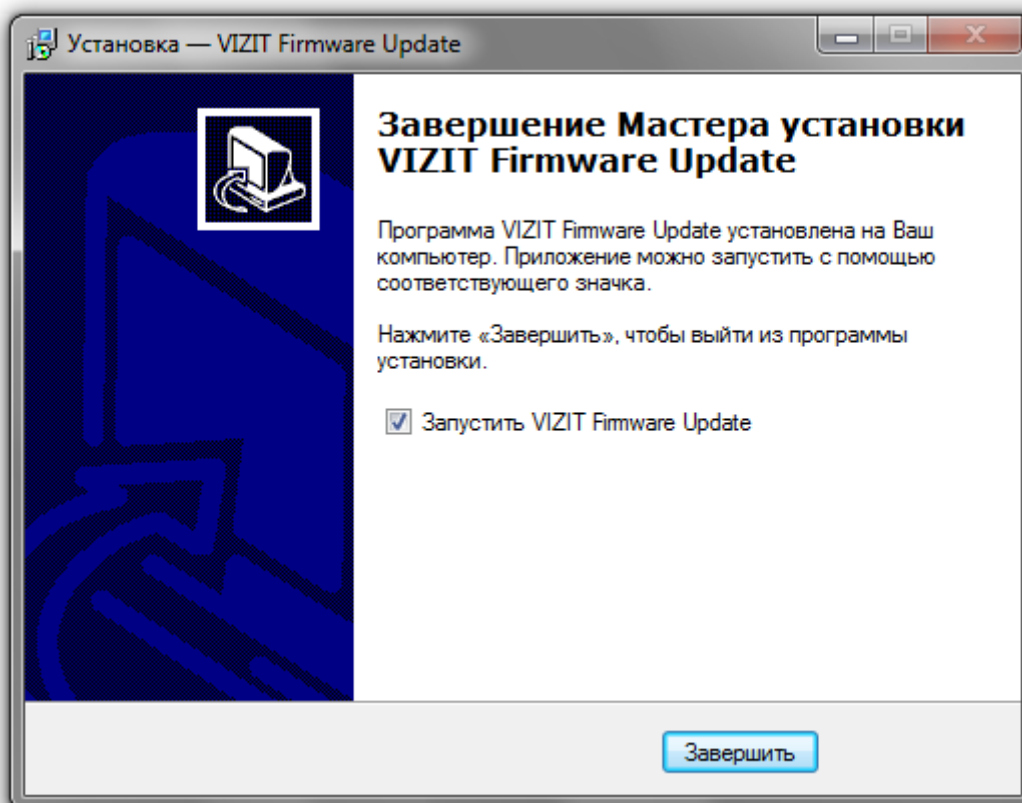 Установка — VIZIT Firmware Update
Завершение Мастера установки
VIZIT Firmware Update
Программа VIZIT Firmware Update установлена на Ваш
компьютер. Приложение можно запустить с помощью
соответствующего значка.
Нажмите «Завершить», чтобы выйти из программы
установки.
Запустить VIZIT Firmware Update
Завершить